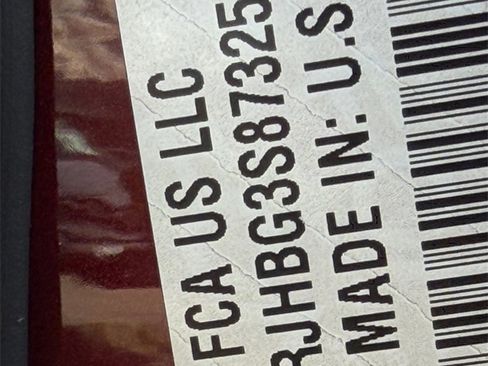 FCA US LLC
RJHBG3S87325
MADE IN: U.S